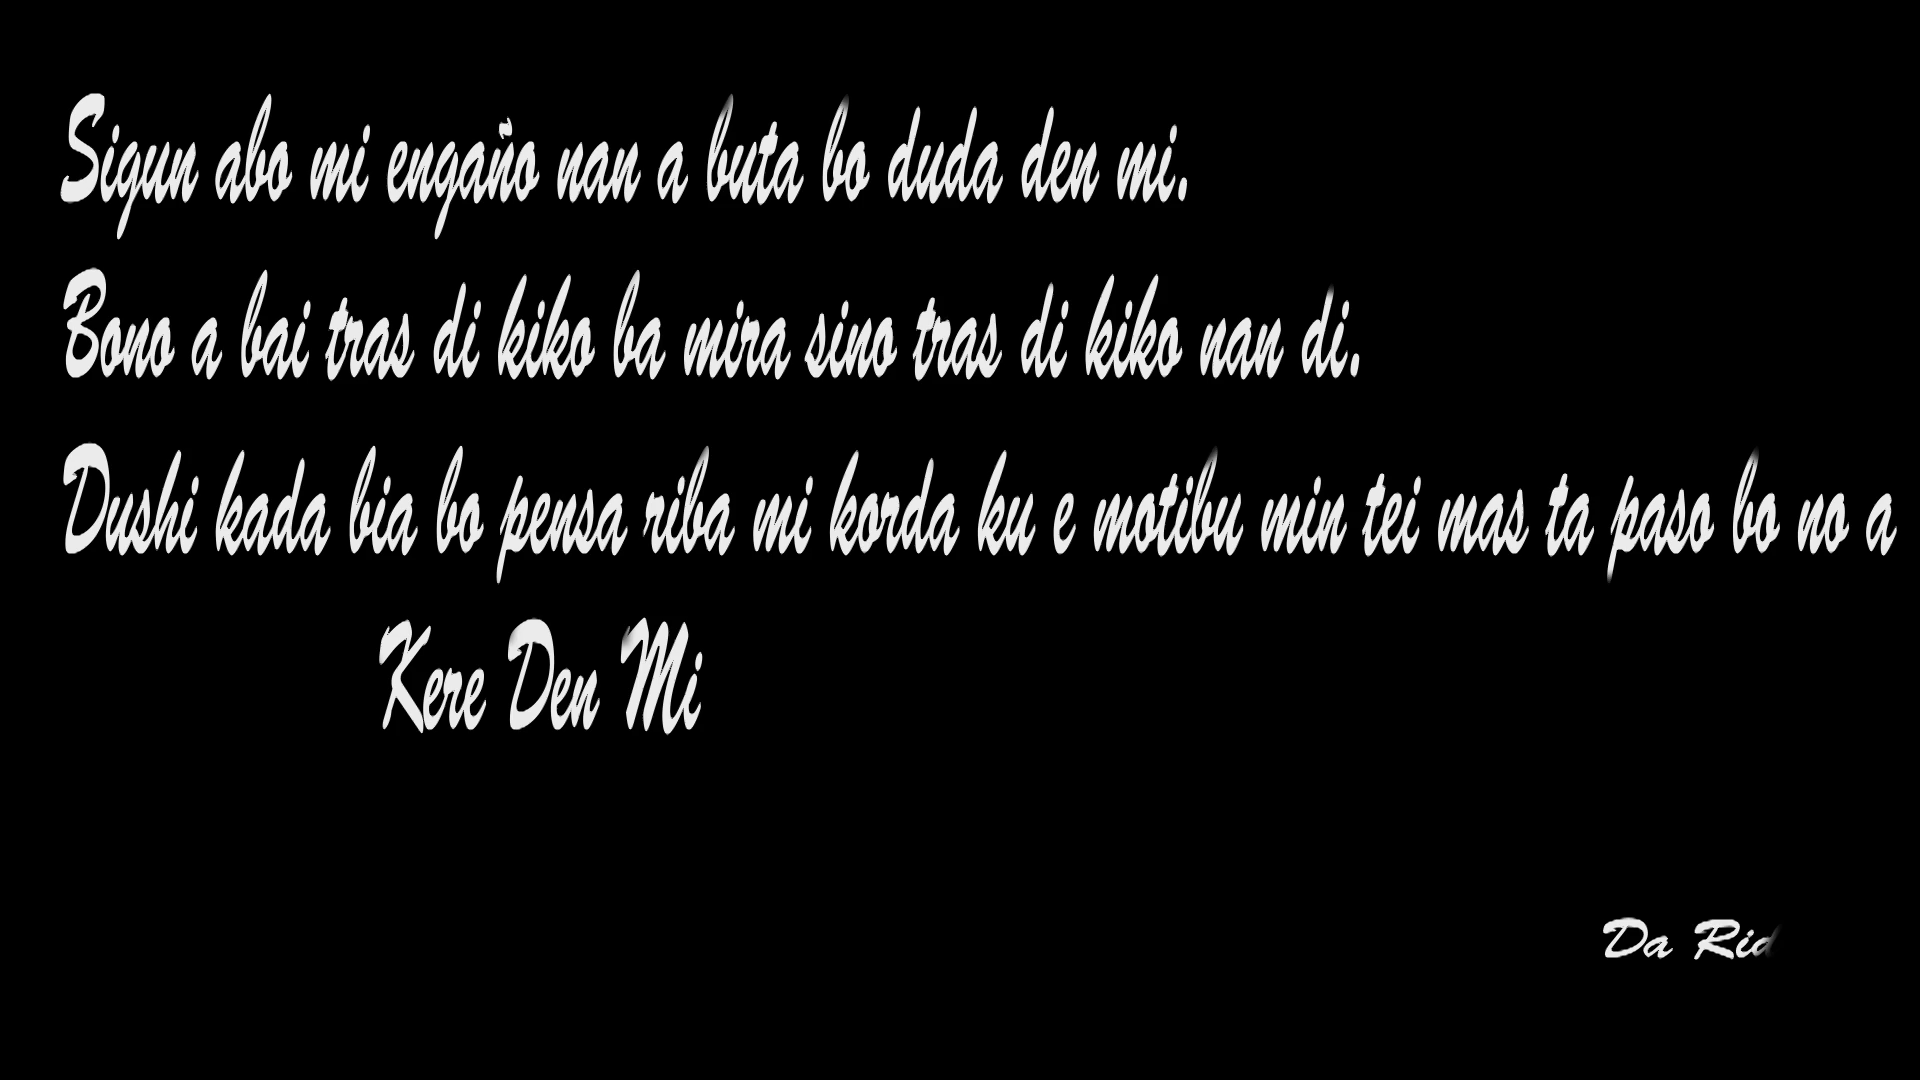 Sigun abo mi engaño nan a buta bo duda den mi.
Bono a bai tras di kiko ba mira sino tras di kiko nan di.
Dushi kada bia bo pensa riba mi korda ku e motibu min tei mas ta paso bo no a
Kere Den Mi
Da Rid